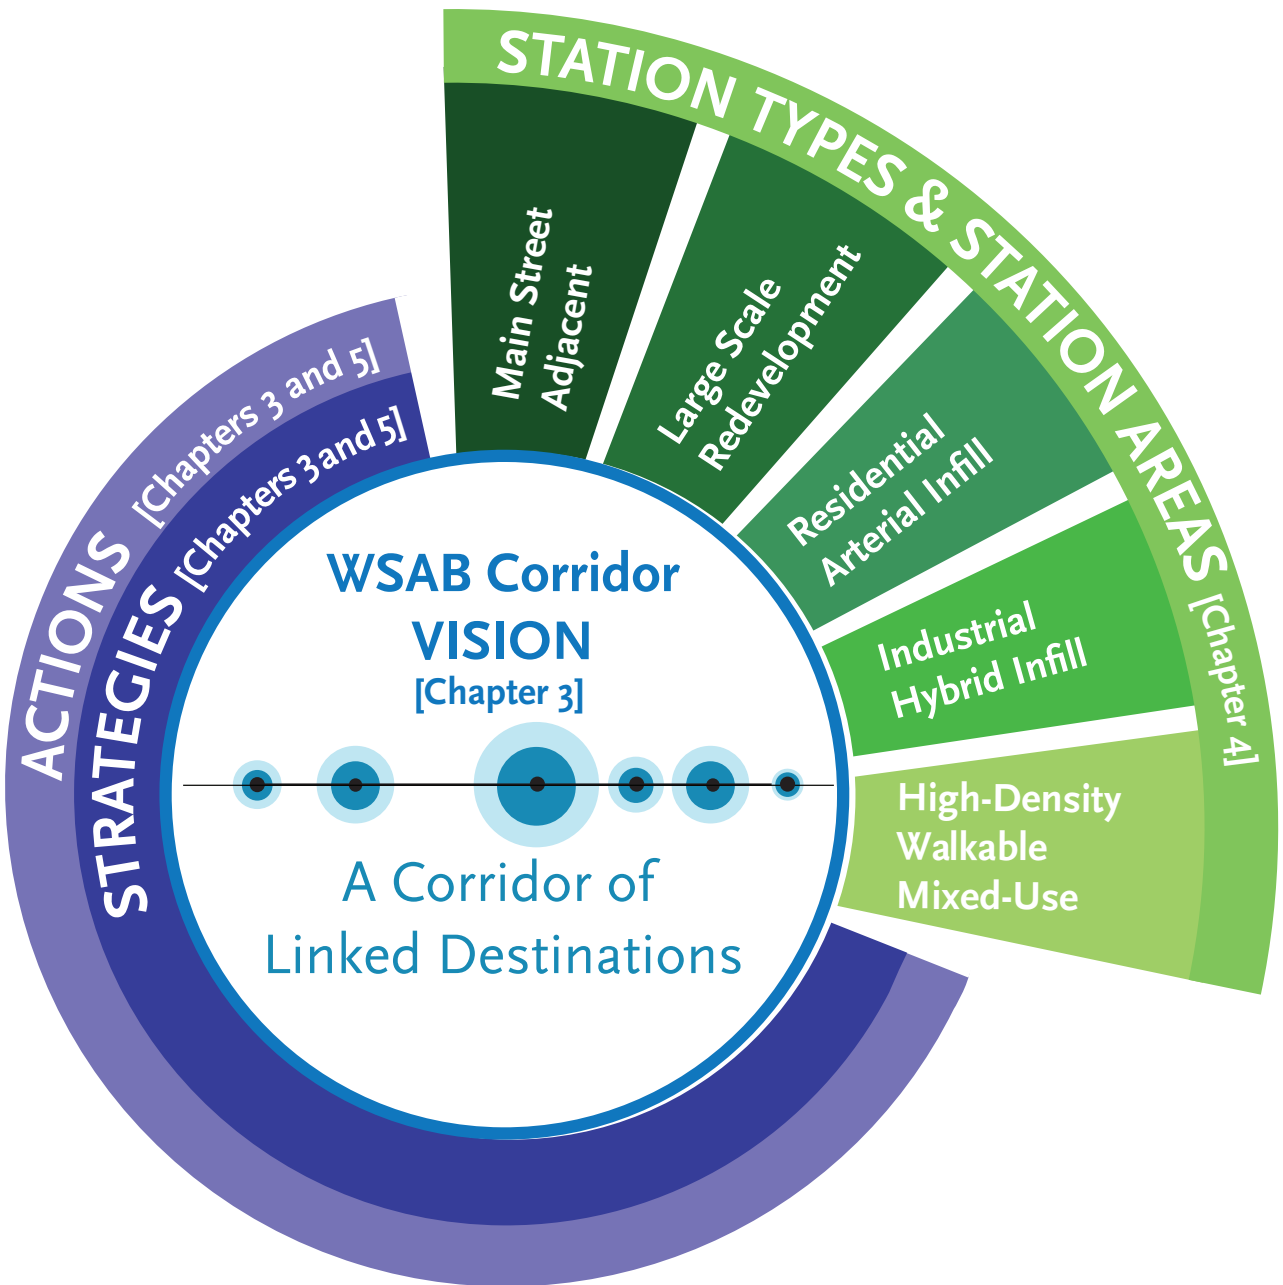 STATION TYPES & STATION AREAS [Chapter 4]
Main Street
Adjacent
Large Scale
Redevelopment
Residential
Arterial Infill
Industrial
Hybrid Infill
High-Density
Walkable
Mixed-Use
ACTIONS [Chapters 3 and 5]
STRATEGIES [Chapters 3 and 5]
WSAB Corridor
VISION
[Chapter 3]
A Corridor of
Linked Destinations